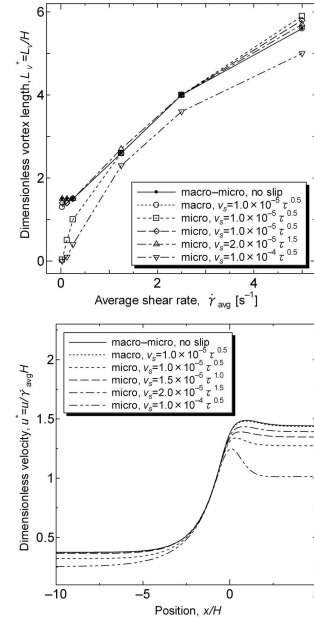 Dimensionless vortex length, L_v^*=L_v/H
6
4
2
0
macro–micro, no slip
macro, v_s=1.0×10^-5 τ^0.5
micro, v_s=1.0×10^-5 τ^0.5
micro, v_s=1.0×10^-5 τ^0.5
micro, v_s=2.0×10^-5 τ^1.5
micro, v_s=1.0×10^-4 τ^0.5
0 1 2 3 4 5
Average shear rate, γ̇_avg [s^-1]
Dimensionless velocity, u^*=u/γ̇_avg H
macro–micro, no slip
macro, v_s=1.0×10^-5 τ^0.5
micro, v_s=1.0×10^-5 τ^0.5
micro, v_s=1.5×10^-5 τ^1.0
micro, v_s=2.0×10^-5 τ^1.5
micro, v_s=1.0×10^-4 τ^0.5
1.5
1
0.5
−10 −5 0 5
Position, x/H